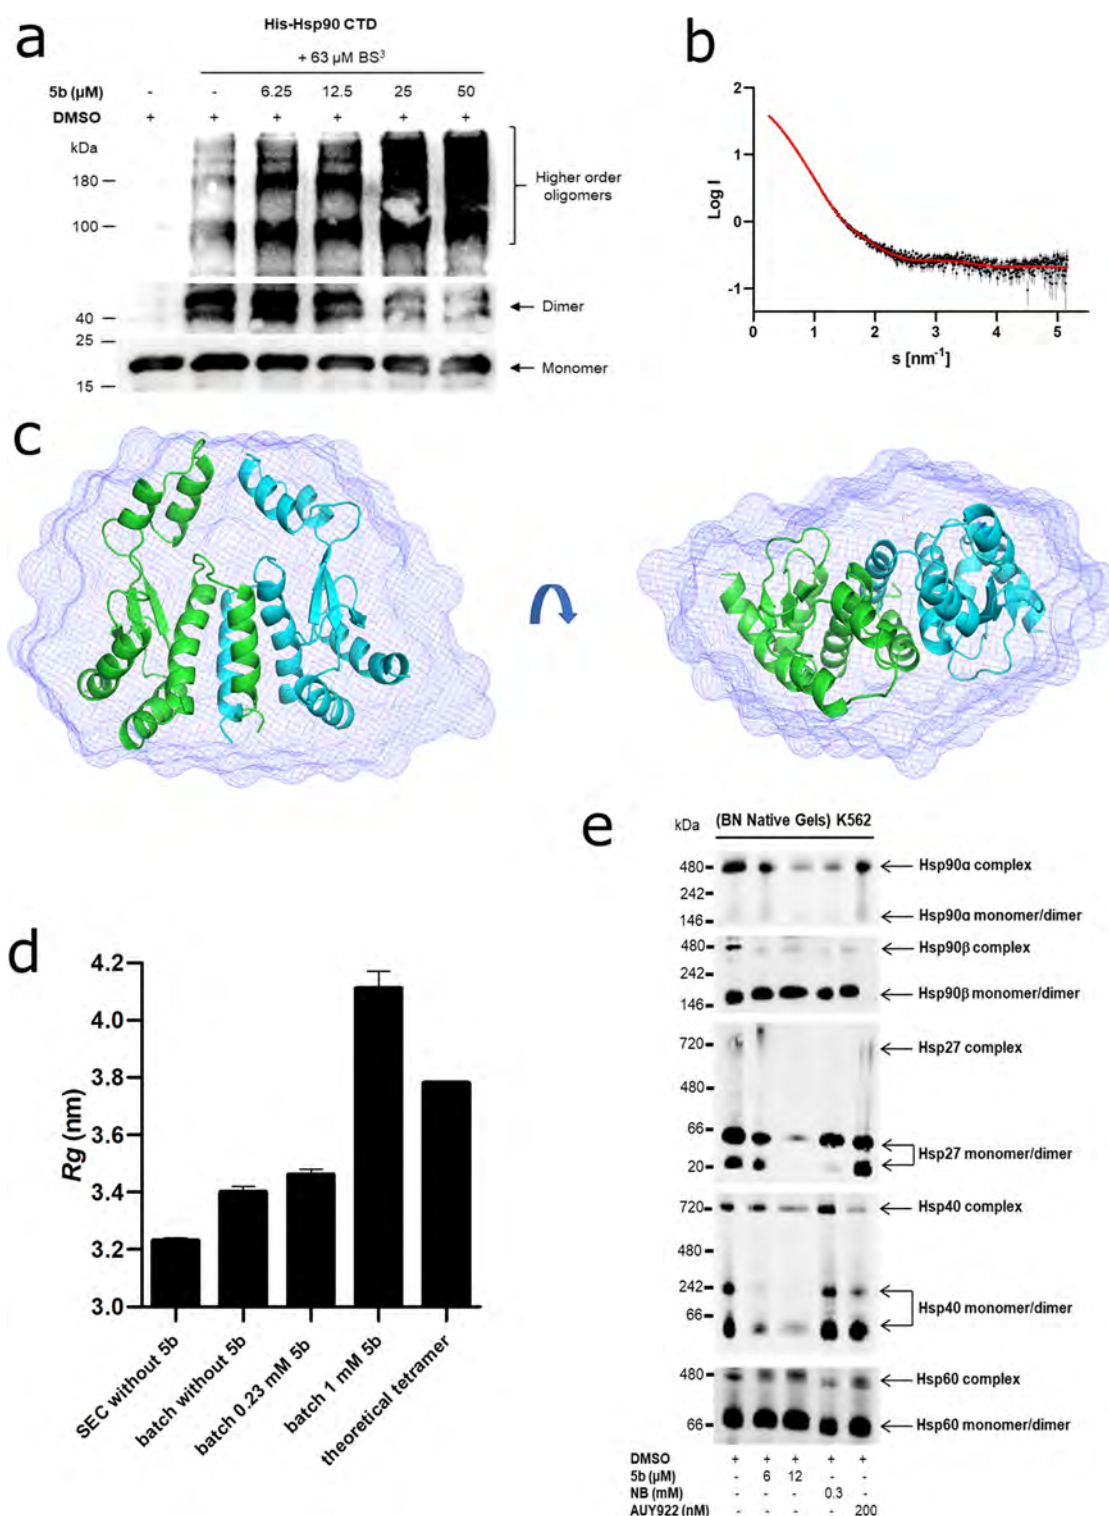 a
His-Hsp90 CTD
+ 63 μM BS³
5b (μM) - - 6.25 12.5 25 50
DMSO + + + + + +
kDa
180
100
40
25
15
Higher order
oligomers
Dimer
Monomer
b
Log I
2
1
0
-1
0 1 2 3 4 5
s [nm⁻¹]
c
d
Rg (nm)
4.2
4.0
3.8
3.6
3.4
3.2
3.0
SEC without 5b
batch without 5b
batch 0.23 mM 5b
batch 1 mM 5b
theoretical tetramer
e
(BN Native Gels) K562
kDa
480
Hsp90α complex
242
146
Hsp90α monomer/dimer
480
Hsp90β complex
242
146
Hsp90β monomer/dimer
720
Hsp27 complex
480
66
Hsp27 monomer/dimer
20
720
Hsp40 complex
480
242
Hsp40 monomer/dimer
66
480
Hsp60 complex
66
Hsp60 monomer/dimer
DMSO + + + + +
5b (μM) - 6 12 - -
NB (mM) - - - 0.3 -
AUY922 (nM) - - - - 200